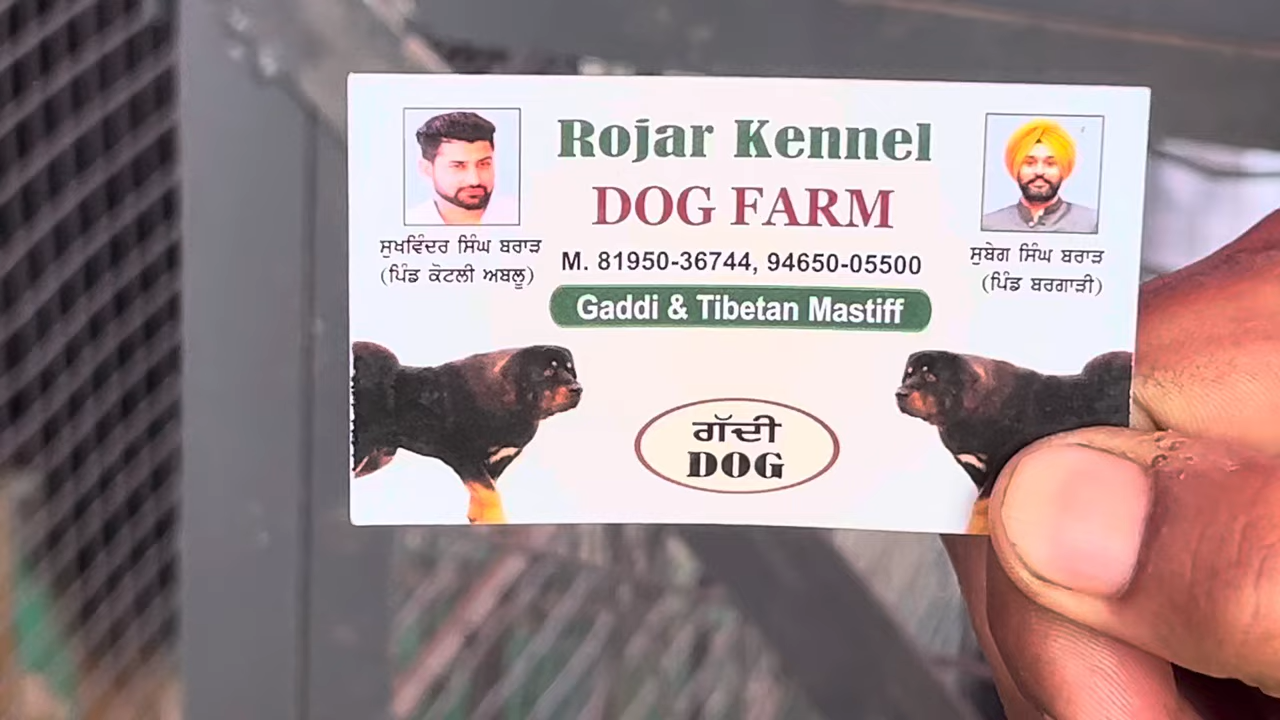 Rojar Kennel
DOG FARM
M. 81950-36744, 94650-05500
Gaddi & Tibetan Mastiff
ਸੁਖਵਿੰਦਰ ਸਿੰਘ ਬਰਾੜ
(ਪਿੰਡ ਕੋਟਲੀ ਅਬਲੂ)
ਸੁਬੇਗ ਸਿੰਘ ਬਰਾੜ
(ਪਿੰਡ ਬਰਗਾੜੀ)
ਗੱਦੀ
DOG